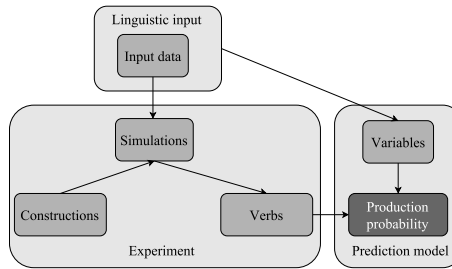 Linguistic input
Input data
Simulations
Variables
Constructions
Verbs
Production
probability
Experiment
Prediction model